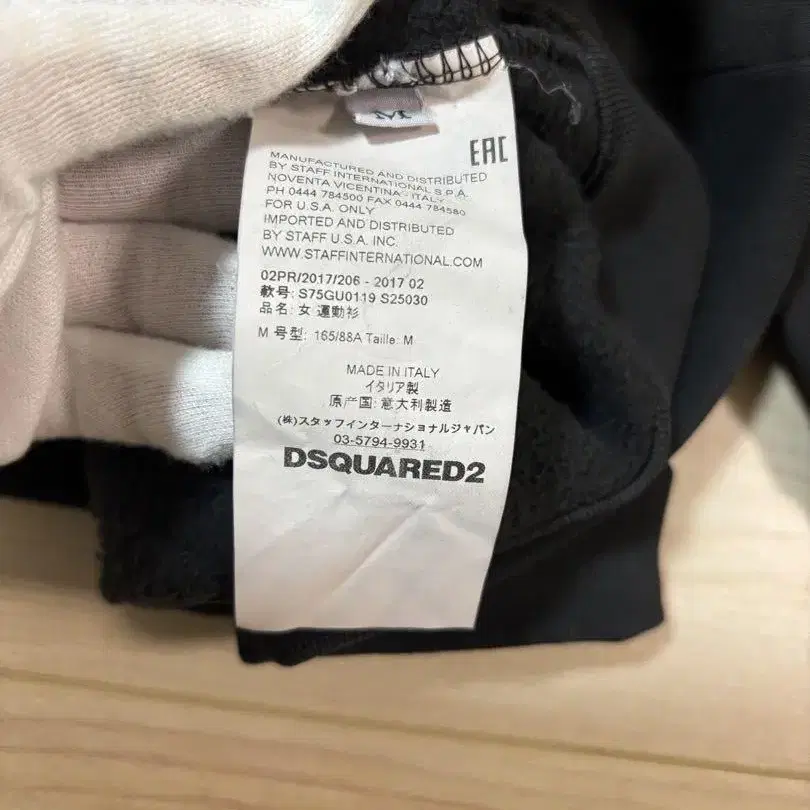 M
EAC
MANUFACTURED AND DISTRIBUTED
BY STAFF INTERNATIONAL S.P.A.
NOVENTA VICENTINA - ITALY
PH 0444 784500 FAX 0444 784580
FOR U.S.A. ONLY
IMPORTED AND DISTRIBUTED
BY STAFF U.S.A. INC.
WWW.STAFFINTERNATIONAL.COM
02PR/2017/206 - 2017 02
款号: S75GU0119 S25030
品名: 女 運動衫
M 号型: 165/88A Taille: M
MADE IN ITALY
イタリア製
原产国: 意大利製造
(株)スタッフインターナショナルジャパン
03-5794-9931
DSQUARED2